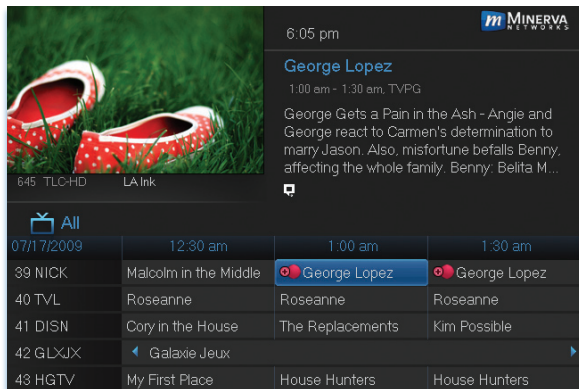 6:05 pm
m MINERVA
NETWORKS
George Lopez
1:00 am - 1:30 am, TVPG
George Gets a Pain in the Ash - Angie and
George react to Carmen's determination to
marry Jason. Also, misfortune befalls Benny,
affecting the whole family. Benny: Belita M...
645 TLC-HD LA Ink
All
07/17/2009 12:30 am 1:00 am 1:30 am
39 NICK Malcolm in the Middle George Lopez George Lopez
40 TVL Roseanne Roseanne Roseanne
41 DISN Cory in the House The Replacements Kim Possible
42 GLXJX Galaxie Jeux
43 HGTV My First Place House Hunters House Hunters